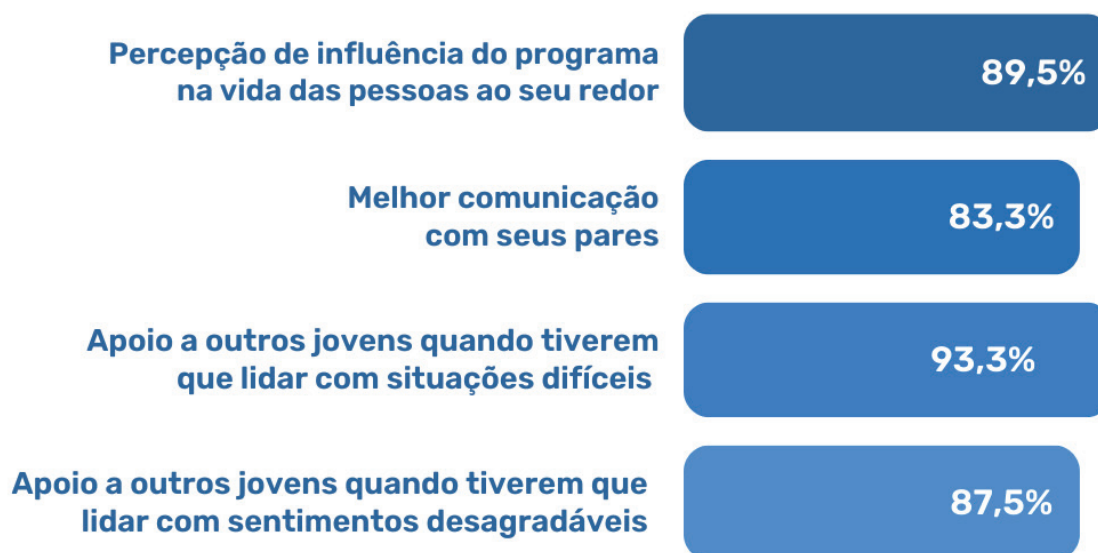 Percepção de influência do programa
na vida das pessoas ao seu redor
89,5%
Melhor comunicação
com seus pares
83,3%
Apoio a outros jovens quando tiverem
que lidar com situações difíceis
93,3%
Apoio a outros jovens quando tiverem que
lidar com sentimentos desagradáveis
87,5%